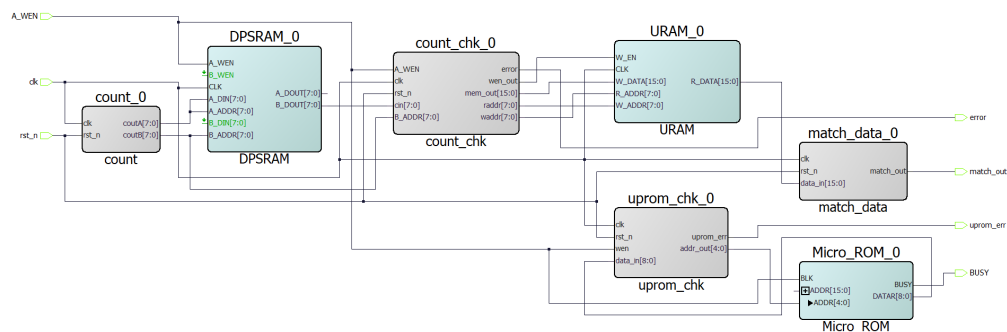 A_WEN
clk
rst_n
count_0
clk
rst_n
coutA[7:0]
coutB[7:0]
count
DPSRAM_0
A_WEN
B_WEN
CLK
A_DIN[7:0]
A_ADDR[7:0]
B_DIN[7:0]
B_ADDR[7:0]
A_DOUT[7:0]
B_DOUT[7:0]
DPSRAM
count_chk_0
A_WEN
clk
rst_n
cin[7:0]
B_ADDR[7:0]
error
wen_out
mem_out[15:0]
raddr[7:0]
waddr[7:0]
count_chk
URAM_0
W_EN
CLK
W_DATA[15:0]
R_ADDR[7:0]
W_ADDR[7:0]
R_DATA[15:0]
URAM
match_data_0
clk
rst_n
data_in[15:0]
match_out
match_data
uprom_chk_0
clk
rst_n
wen
data_in[8:0]
uprom_err
addr_out[4:0]
uprom_chk
Micro_ROM_0
BLK
ADDR[15:0]
ADDR[4:0]
BUSY
DATAR[8:0]
Micro_ROM
error
match_out
uprom_err
BUSY